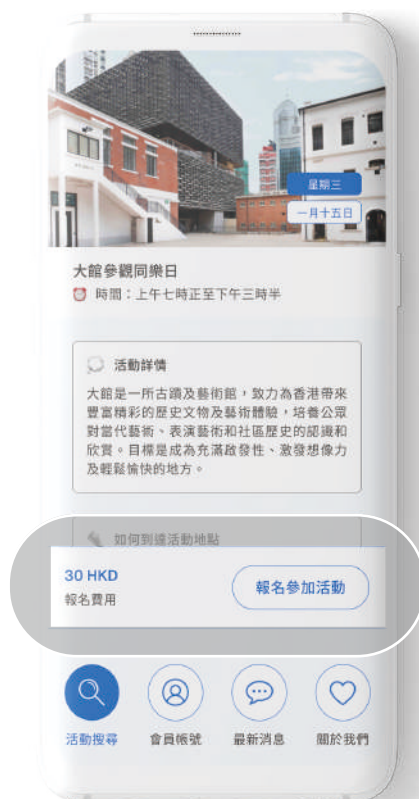 星期三
一月十五日
大館參觀同樂日
時間：上午七時正至下午三時半
活動詳情
大館是一所古蹟及藝術館，致力為香港帶來
豐富精彩的歷史文物及藝術體驗，培養公眾
對當代藝術、表演藝術和社區歷史的認識和
欣賞。目標是成為充滿啟發性、激發想像力
及輕鬆愉快的地方。
如何到達活動地點
30 HKD
報名費用
報名參加活動
活動搜尋
會員帳號
最新消息
關於我們